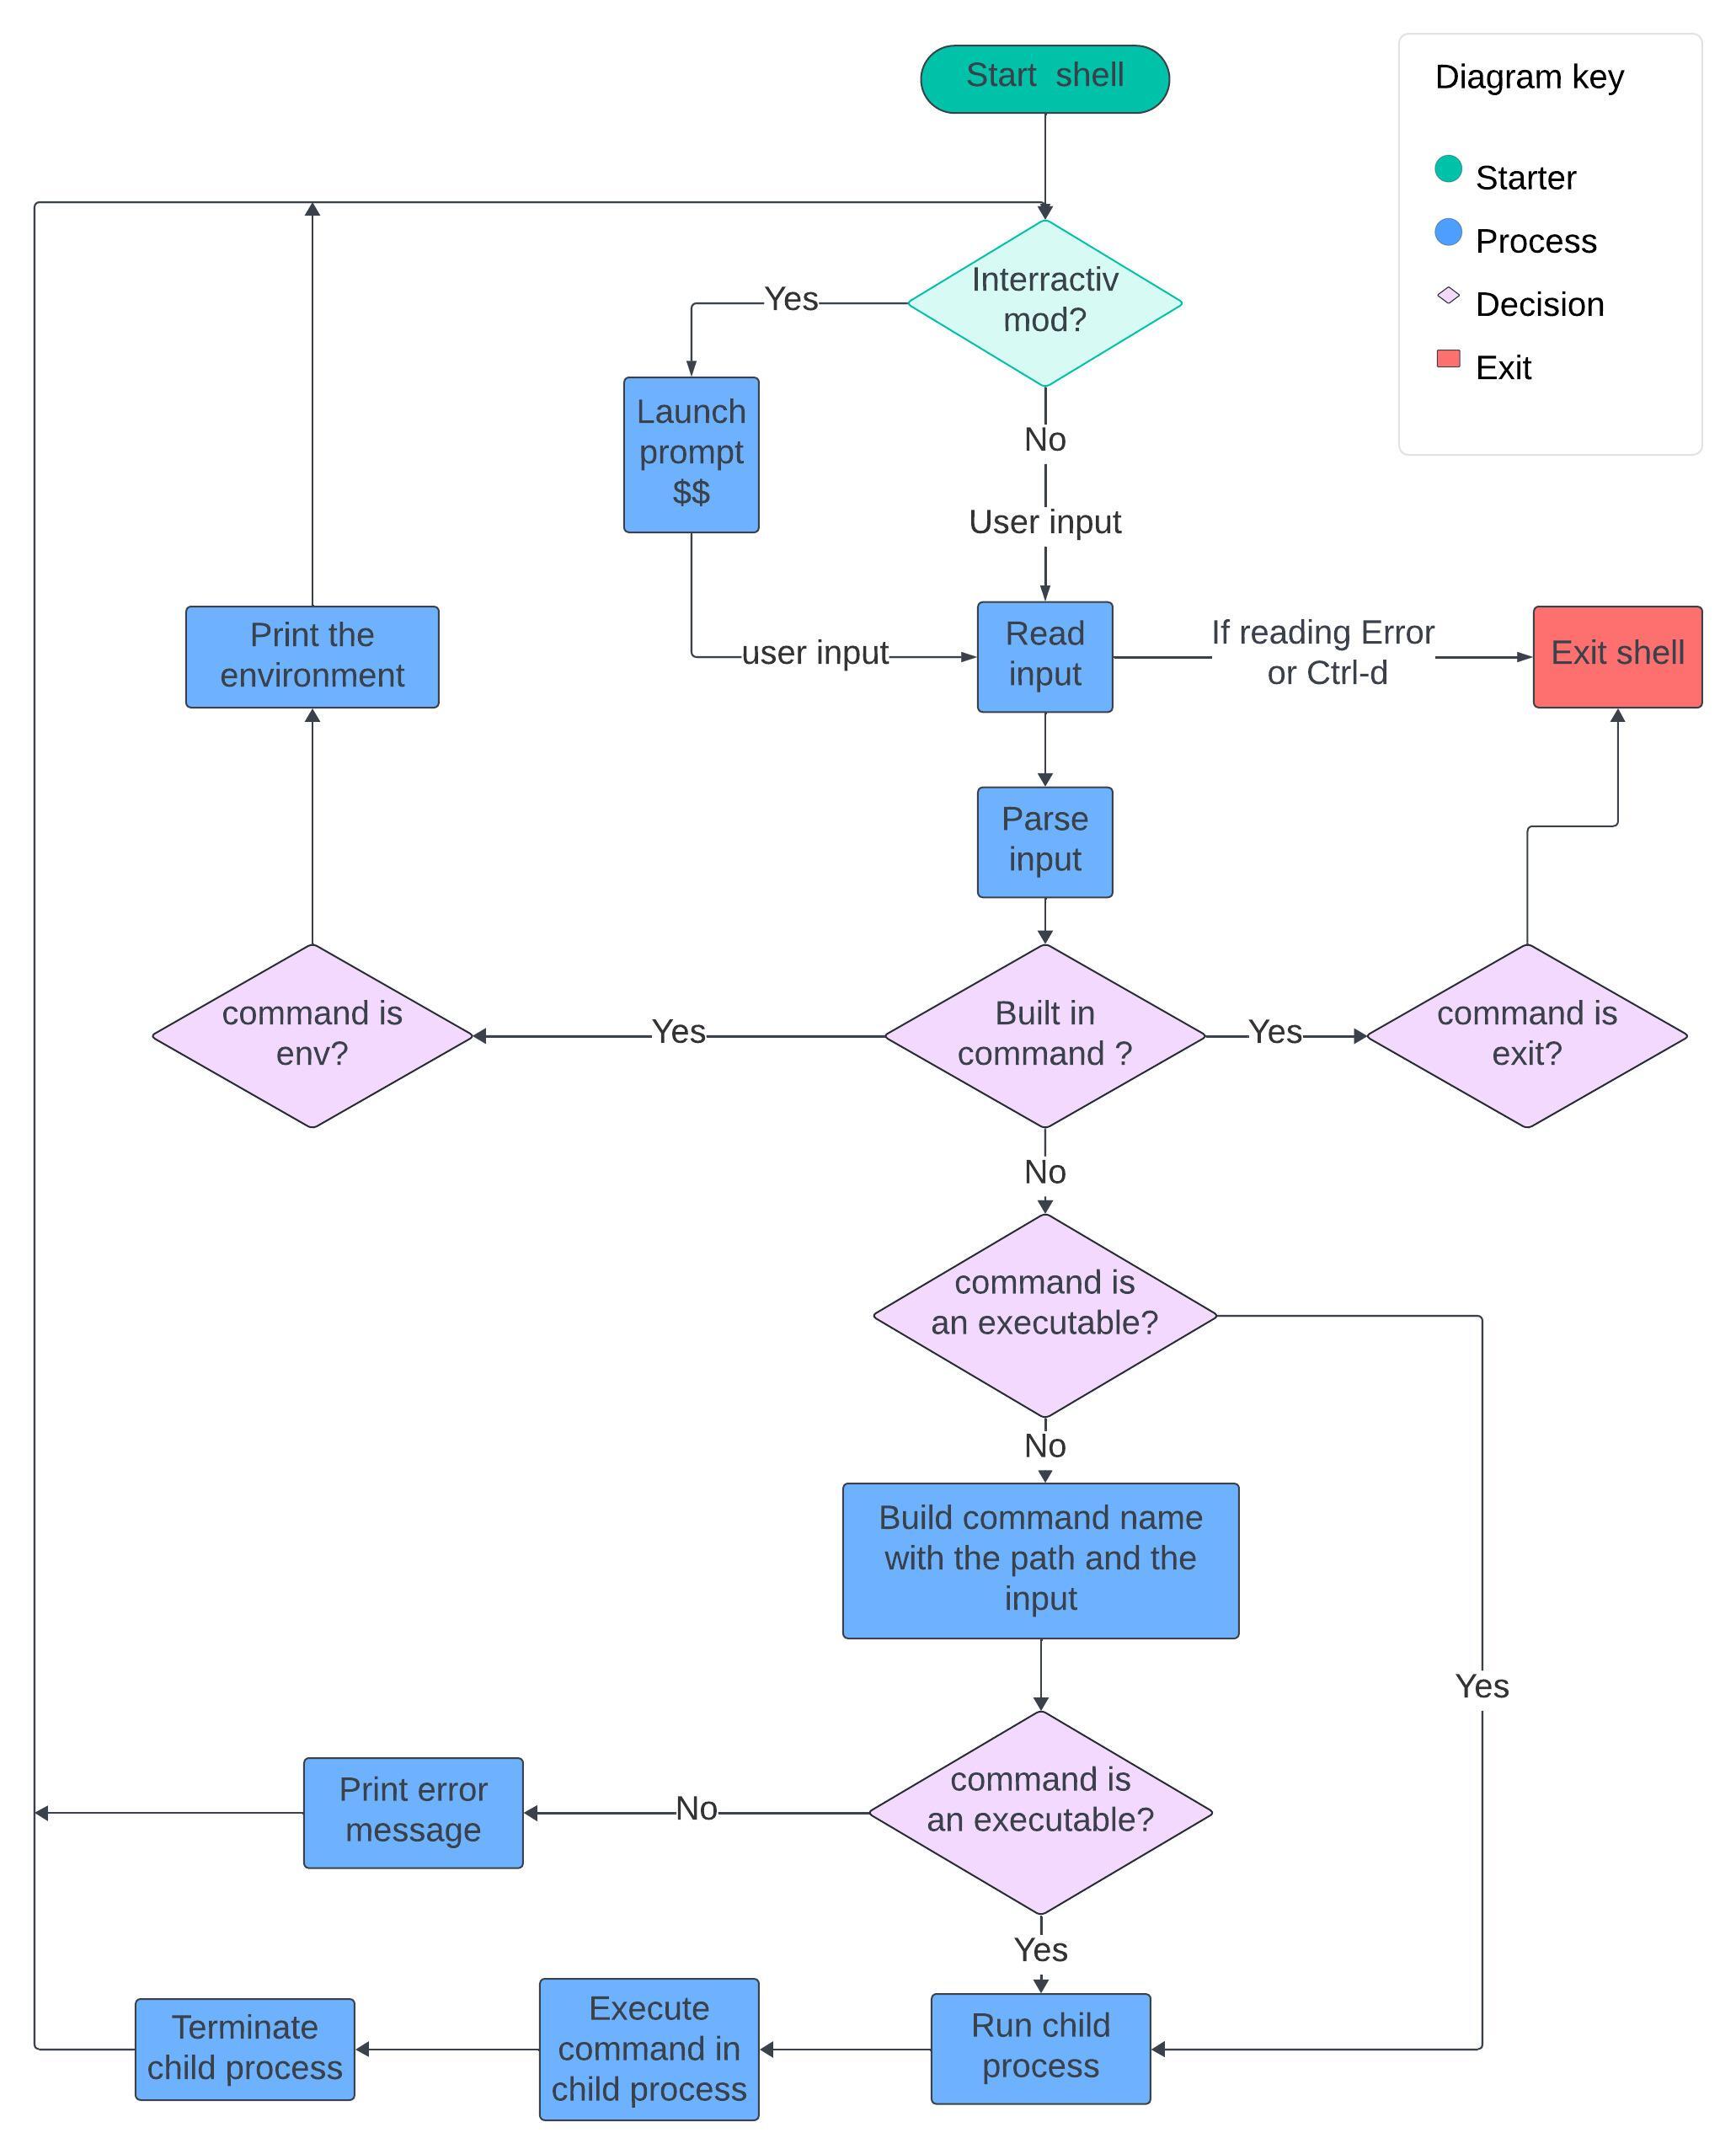 Start  shell
Diagram key
Starter
Process
Decision
Exit
Interractiv
mod?
Yes
No
Launch
prompt
$$
User input
user input
Read
input
If reading Error
or Ctrl-d
Exit shell
Print the
environment
Parse
input
command is
env?
Yes
Built in
command ?
Yes
command is
exit?
No
command is
an executable?
No
Build command name
with the path and the
input
Yes
command is
an executable?
No
Print error
message
Yes
Run child
process
Execute
command in
child process
Terminate
child process